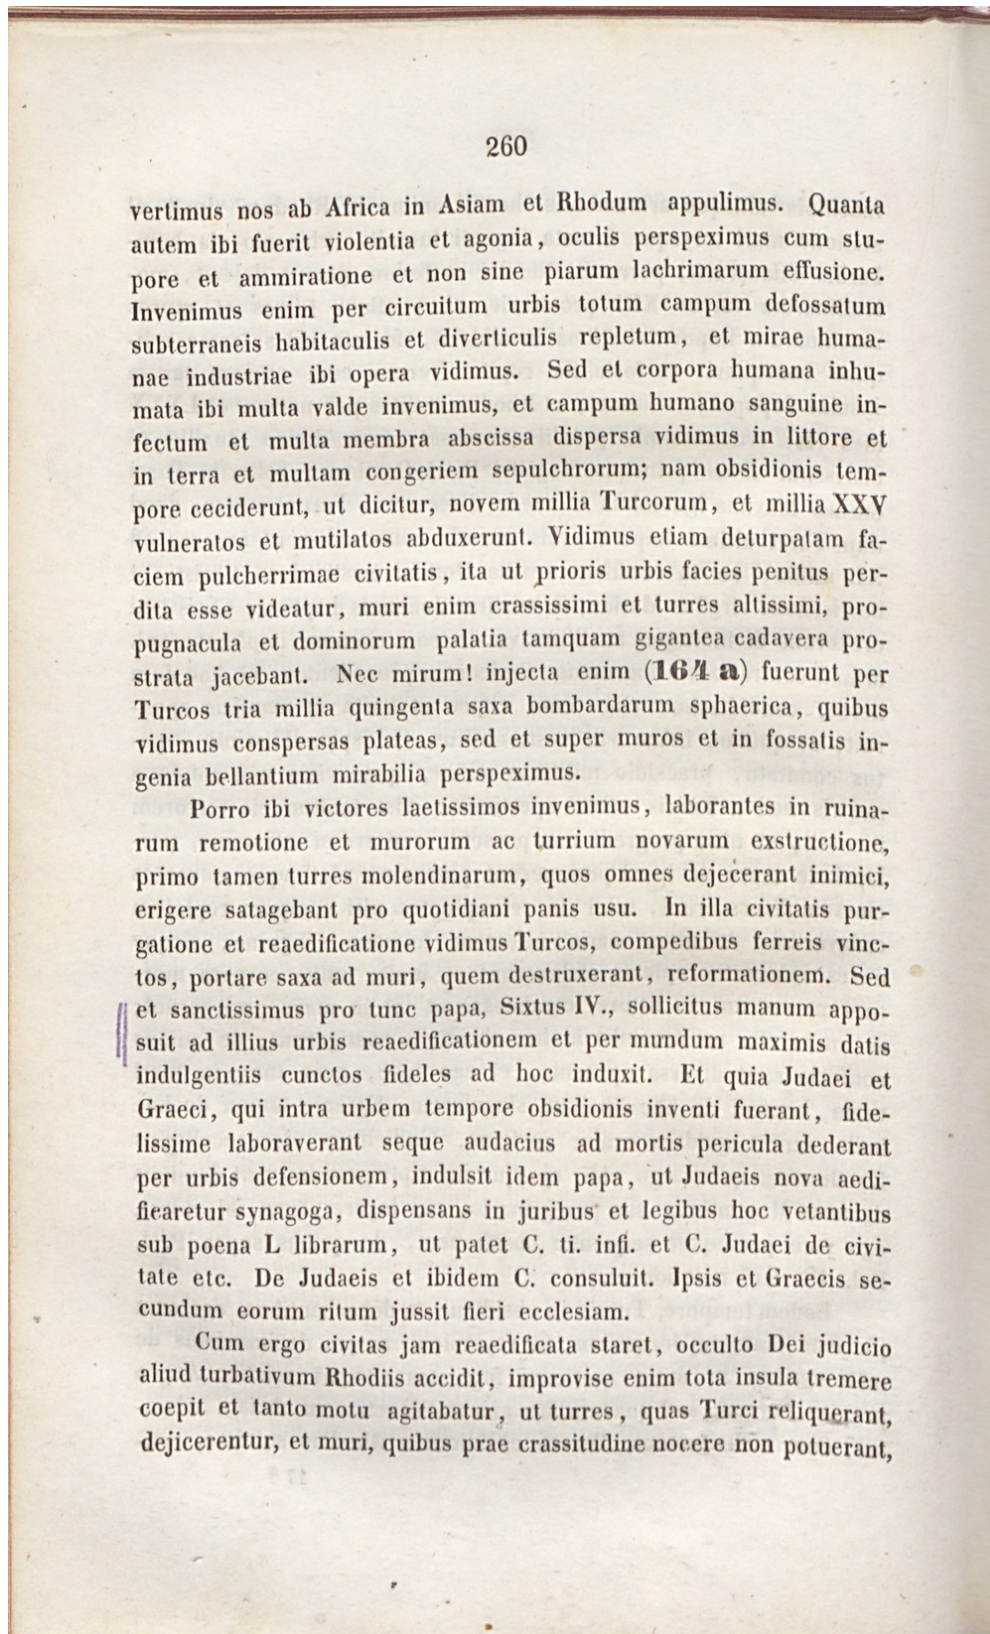 260
vertimus nos ab Africa in Asiam et Rhodum appulimus. Quanta
autem ibi fuerit violentia et agonia, oculis perspeximus cum stu-
pore et ammiratione et non sine piarum lachrimarum effusione.
Invenimus enim per circuitum urbis totum campum defossatum
subterraneis habitaculis et diverticulis repletum, et mirae huma-
nae industriae ibi opera vidimus. Sed et corpora humana inhu-
mata ibi multa valde invenimus, et campum humano sanguine in-
fectum et multa membra abscissa dispersa vidimus in littore et
in terra et multam congeriem sepulchrorum; nam obsidionis tem-
pore ceciderunt, ut dicitur, novem millia Turcorum, et millia XXV
vulneratos et mutilatos abduxerunt. Vidimus etiam deturpatam fa-
ciem pulcherrimae civitatis, ita ut prioris urbis facies penitus per-
dita esse videatur, muri enim crassissimi et turres altissimi, pro-
pugnacula et dominorum palatia tamquam gigantea cadavera pro-
strata jacebant. Nec mirum! injecta enim (164 a) fuerunt per
Turcos tria millia quingenta saxa bombardarum sphaerica, quibus
vidimus conspersas plateas, sed et super muros et in fossatis in-
genia bellantium mirabilia perspeximus.
Porro ibi victores laetissimos invenimus, laborantes in ruina-
rum remotione et murorum ac turrium novarum exstructione,
primo tamen turres molendinarum, quos omnes dejecerant inimici,
erigere satagebant pro quotidiani panis usu. In illa civitatis pur-
gatione et reaedificatione vidimus Turcos, compedibus ferreis vinc-
tos, portare saxa ad muri, quem destruxerant, reformationem. Sed
et sanctissimus pro tunc papa, Sixtus IV., sollicitus manum appo-
suit ad illius urbis reaedificationem et per mundum maximis datis
indulgentiis cunctos fideles ad hoc induxit. Et quia Judaei et
Graeci, qui intra urbem tempore obsidionis inventi fuerant, fide-
lissime laboraverant seque audacius ad mortis pericula dederant
per urbis defensionem, indulsit idem papa, ut Judaeis nova aedi-
ficaretur synagoga, dispensans in juribus et legibus hoc vetantibus
sub poena L librarum, ut patet C. ti. infi. et C. Judaei de civi-
tate etc. De Judaeis et ibidem C. consuluit. Ipsis et Graecis se-
cundum eorum ritum jussit fieri ecclesiam.
Cum ergo civitas jam reaedificata staret, occulto Dei judicio
aliud turbativum Rhodiis accidit, improvise enim tota insula tremere
coepit et tanto motu agitabatur, ut turres, quas Turci reliquerant,
dejicerentur, et muri, quibus prae crassitudine nocere non potuerant,